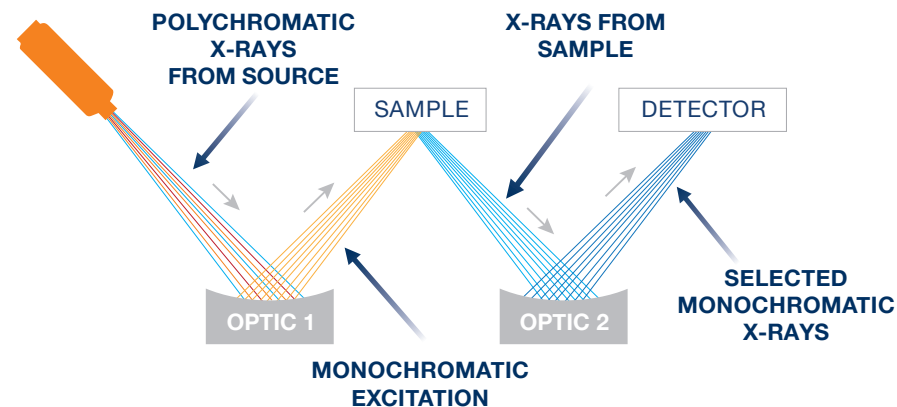 POLYCHROMATIC
X-RAYS
FROM SOURCE
X-RAYS FROM
SAMPLE
SAMPLE
DETECTOR
OPTIC 1
OPTIC 2
MONOCHROMATIC
EXCITATION
SELECTED
MONOCHROMATIC
X-RAYS